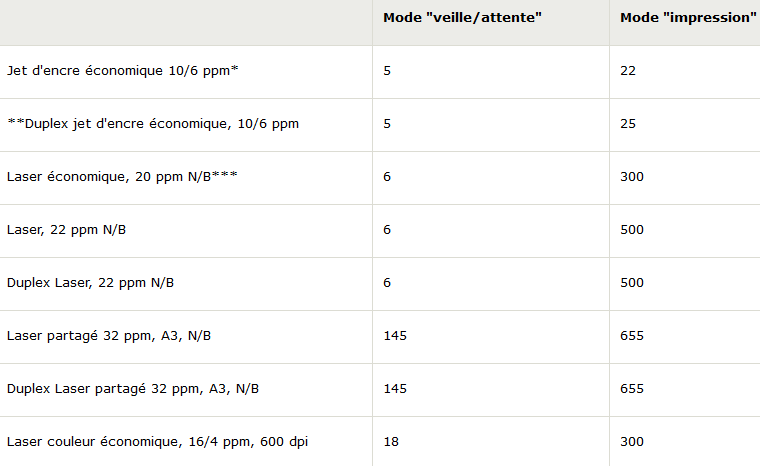 Mode "veille/attente" Mode "impression"
Jet d'encre économique 10/6 ppm* 5 22
**Duplex jet d'encre économique, 10/6 ppm 5 25
Laser économique, 20 ppm N/B*** 6 300
Laser, 22 ppm N/B 6 500
Duplex Laser, 22 ppm N/B 6 500
Laser partagé 32 ppm, A3, N/B 145 655
Duplex Laser partagé 32 ppm, A3, N/B 145 655
Laser couleur économique, 16/4 ppm, 600 dpi 18 300